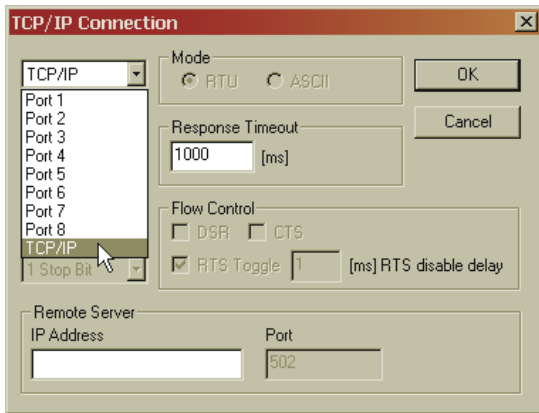 TCP/IP Connection
TCP/IP
Port 1
Port 2
Port 3
Port 4
Port 5
Port 6
Port 7
Port 8
TCP/IP
1 Stop Bit
Mode
RTU ASCII
Response Timeout
1000 [ms]
Flow Control
DSR CTS
RTS Toggle 1 [ms] RTS disable delay
OK
Cancel
Remote Server
IP Address Port
502